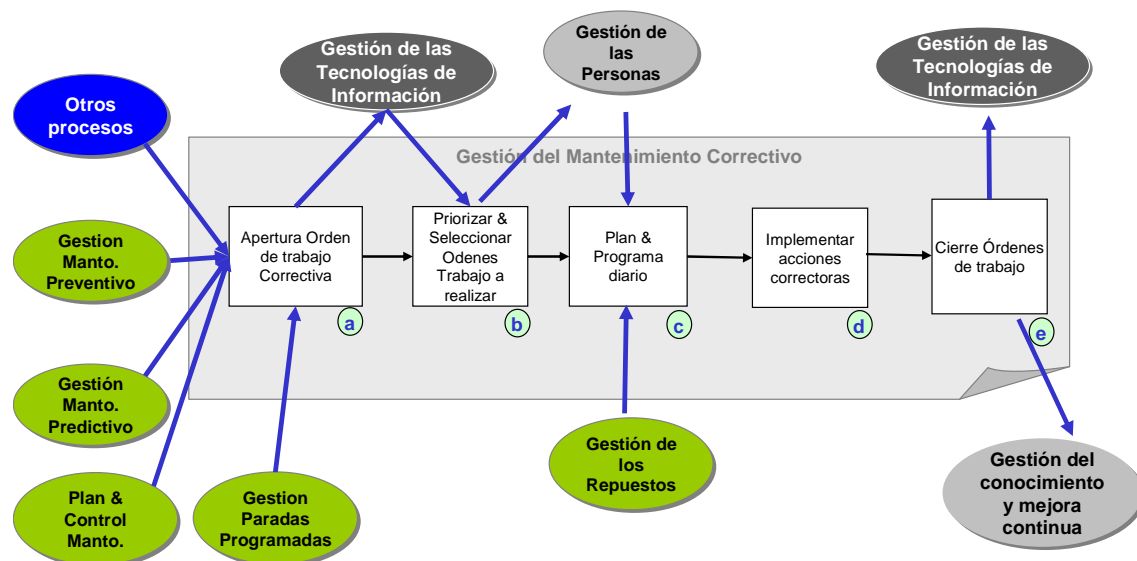 Gestión de las
Tecnologías de
Información
Gestión de
las
Personas
Gestión de las
Tecnologías de
Información
Otros
procesos
Gestión del Mantenimiento Correctivo
Apertura Orden
de trabajo
Correctiva
a
Priorizar &
Seleccionar
Odenes
Trabajo a
realizar
b
Plan &
Programa
diario
c
Implementar
acciones
correctoras
d
Cierre Órdenes
de trabajo
e
Gestion
Manto.
Preventivo
Gestión
Manto.
Predictivo
Plan &
Control
Manto.
Gestion
Paradas
Programadas
Gestión de
los
Repuestos
Gestión del
conocimiento
y mejora
continua